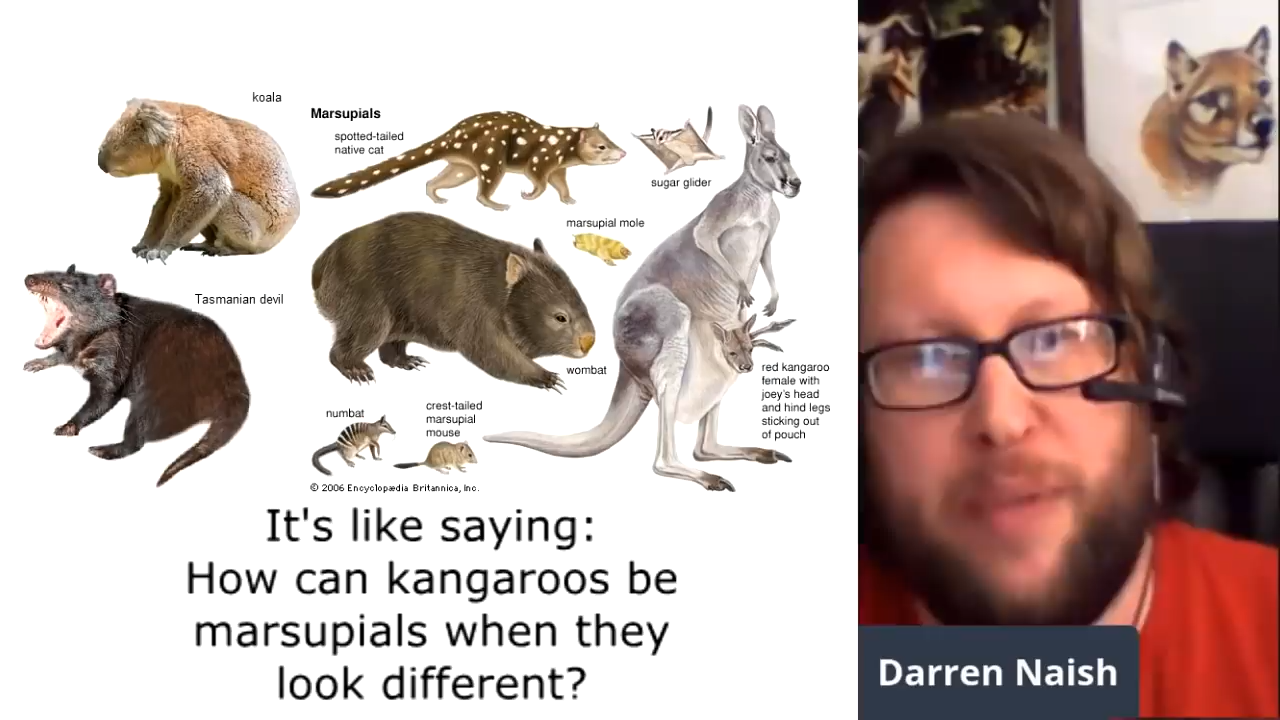 koala
Marsupials
spotted-tailed
native cat
sugar glider
marsupial mole
Tasmanian devil
wombat
red kangaroo
female with
joey's head
and hind legs
sticking out
of pouch
numbat
crest-tailed
marsupial
mouse
© 2006 Encyclopædia Britannica, Inc.
It's like saying:
How can kangaroos be
marsupials when they
look different?
Darren Naish